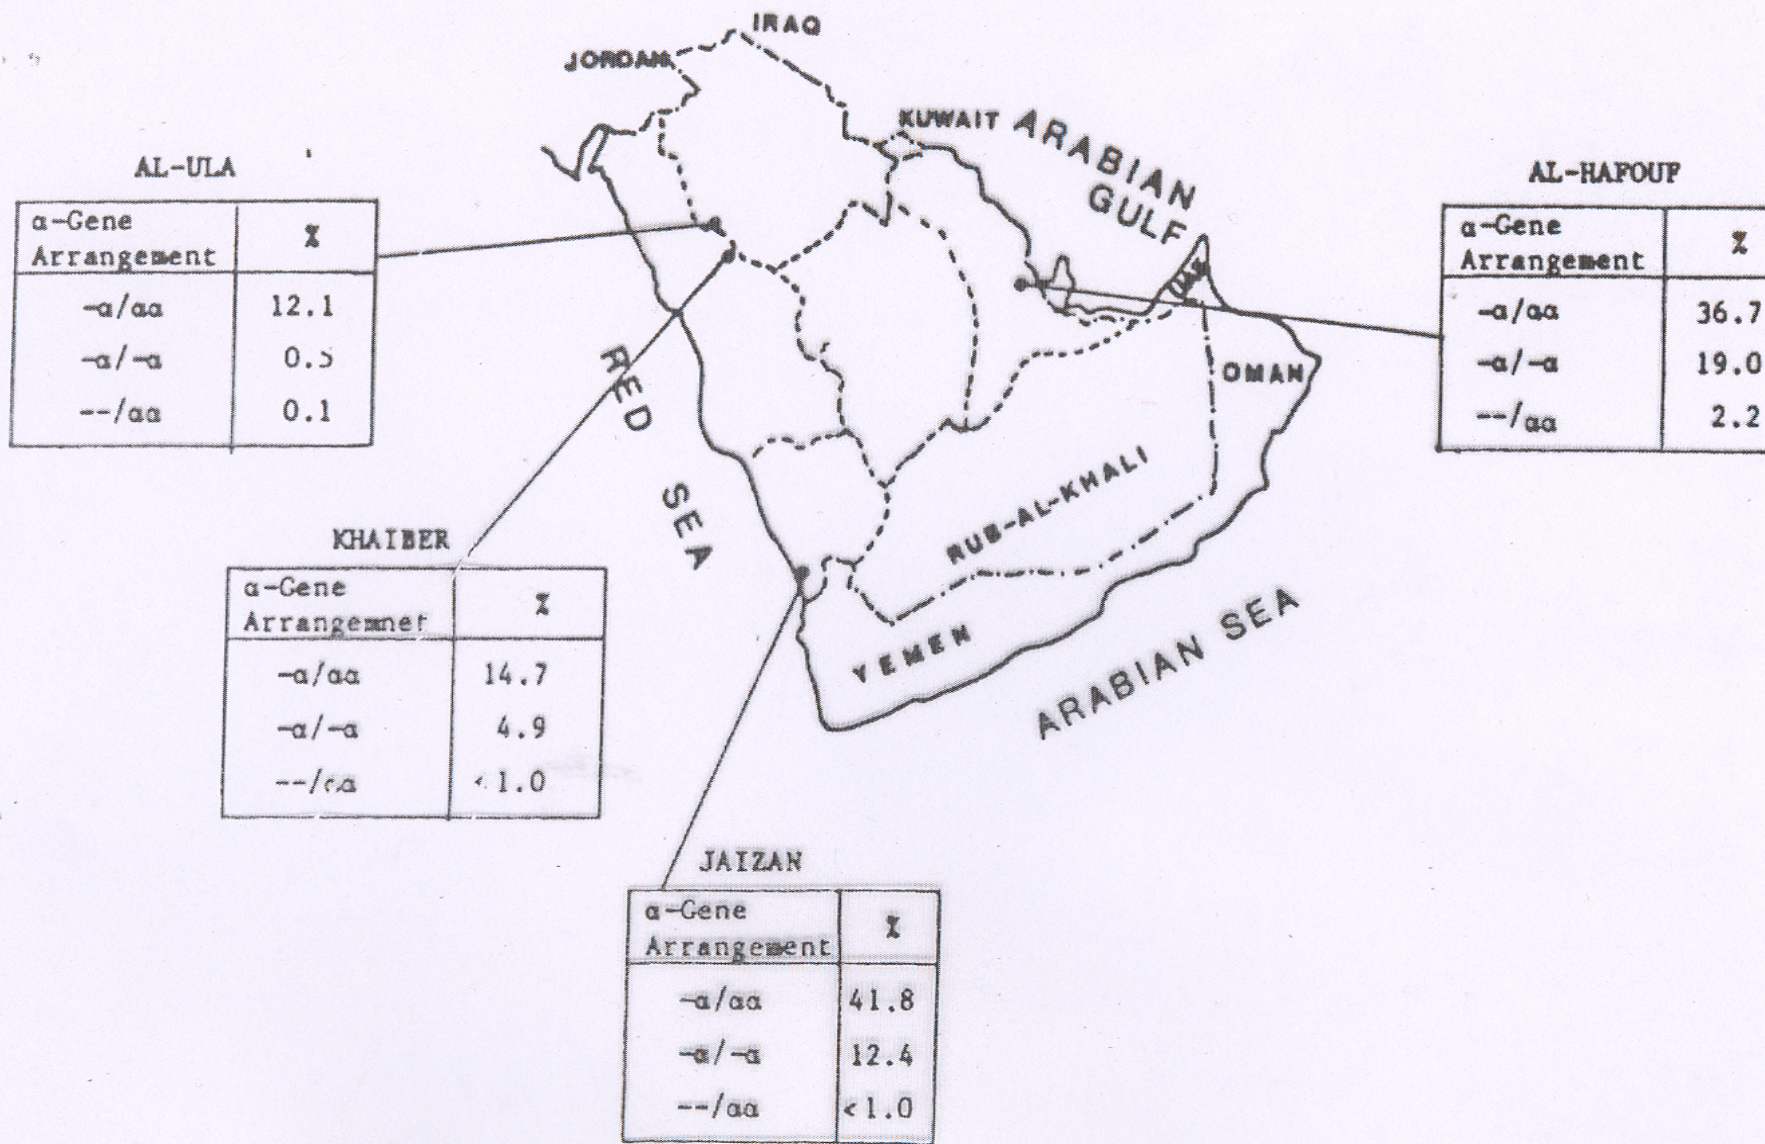 IRAQ
JORDAN
KUWAIT
ARABIAN
GULF
UAE
OMAN
RED
SEA
RUB-AL-KHALI
YEMEN
ARABIAN SEA
AL-ULA
α-Gene
Arrangement %
-α/αα 12.1
-α/-α 0.5
--/αα 0.1
AL-HAFOUF
α-Gene
Arrangement %
-α/αα 36.7
-α/-α 19.0
--/αα 2.2
KHAIBER
α-Gene
Arrangemnet %
-α/αα 14.7
-α/-α 4.9
--/αα <1.0
JAIZAN
α-Gene
Arrangement %
-α/αα 41.8
-α/-α 12.4
--/αα <1.0